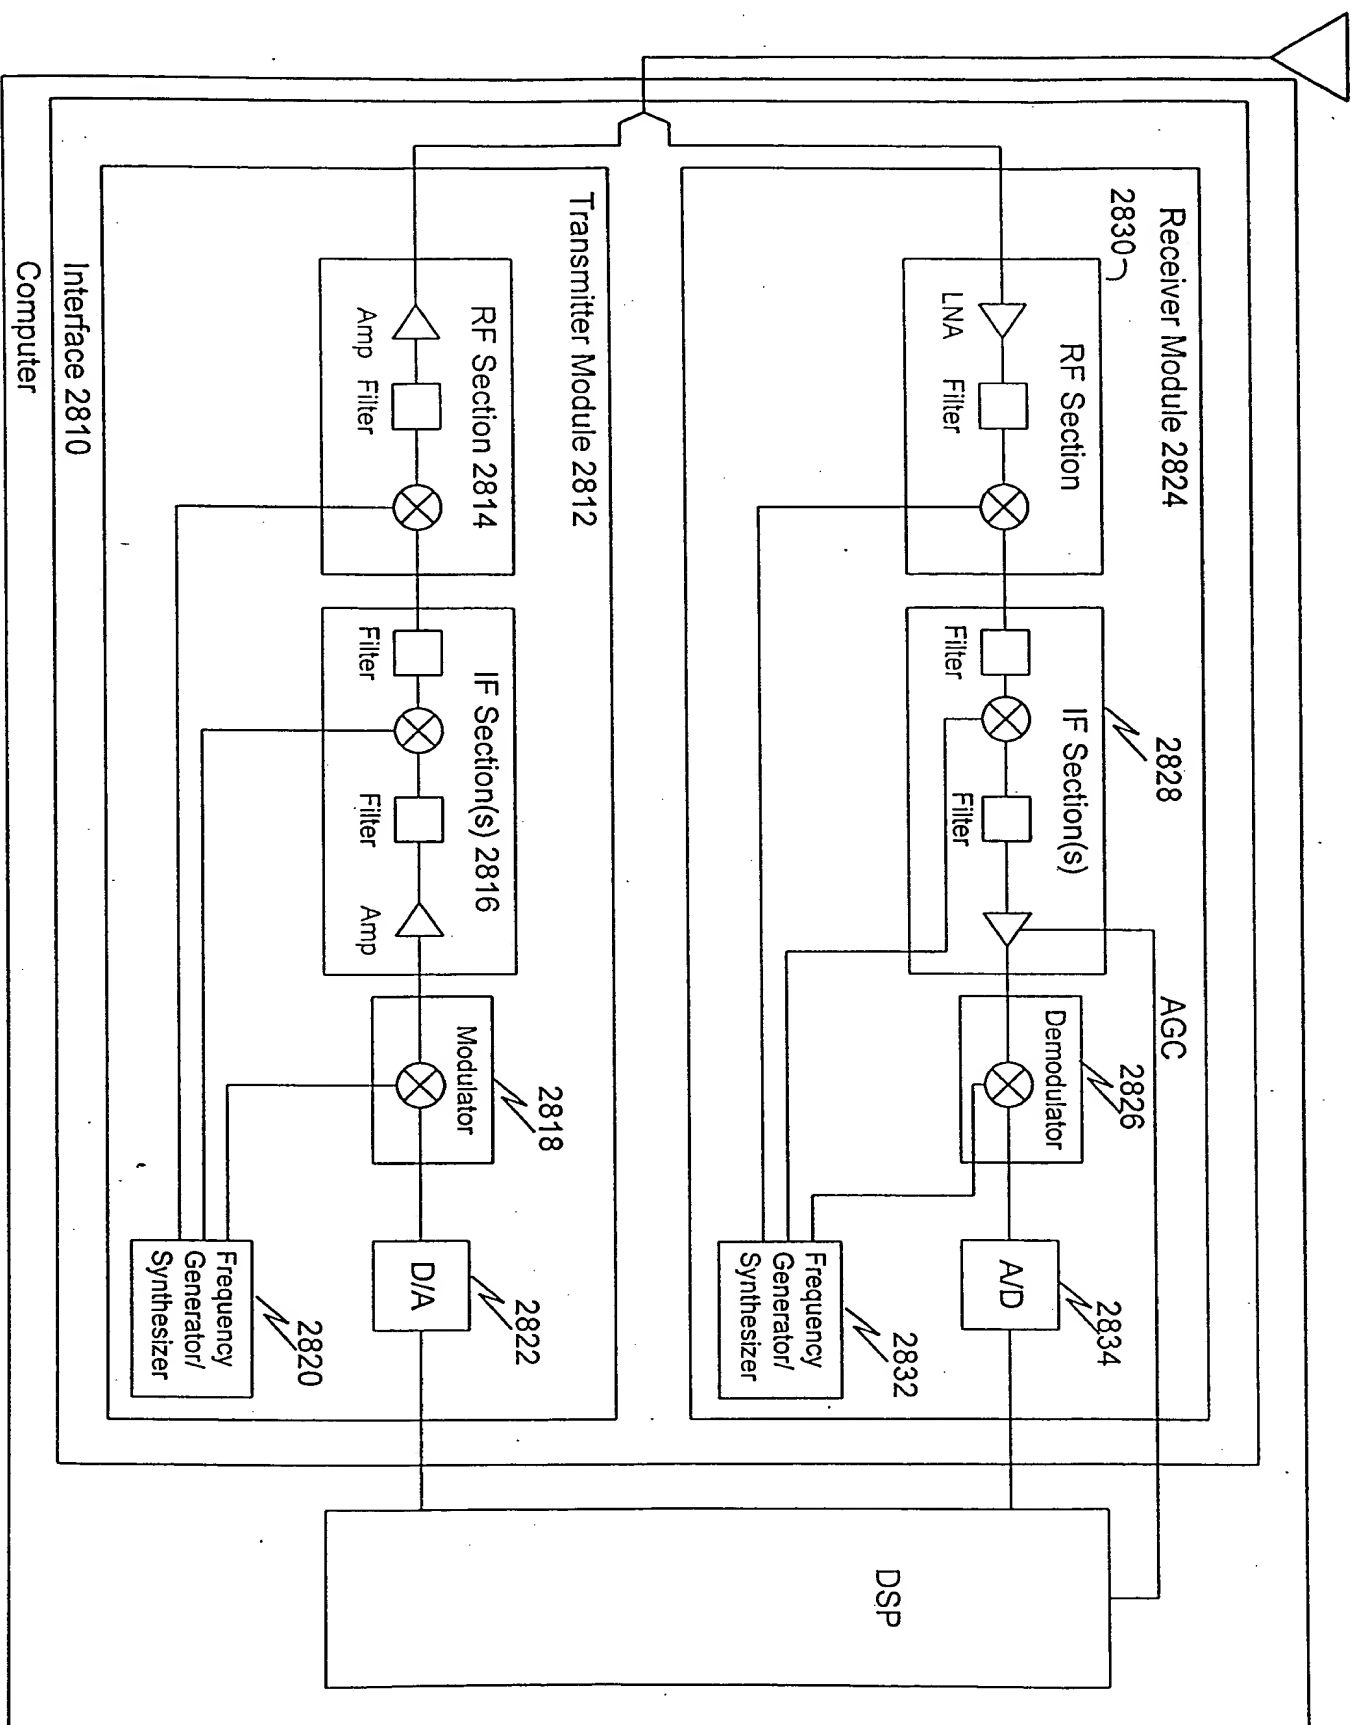 Receiver Module 2824
2830
RF Section
LNA
Filter
2828
IF Section(s)
Filter
Filter
AGC
2826
Demodulator
2834
A/D
2832
Frequency
Generator/
Synthesizer
DSP
Transmitter Module 2812
RF Section 2814
Amp
Filter
IF Section(s) 2816
Filter
Filter
Amp
2818
Modulator
2822
D/A
2820
Frequency
Generator/
Synthesizer
Interface 2810
Computer